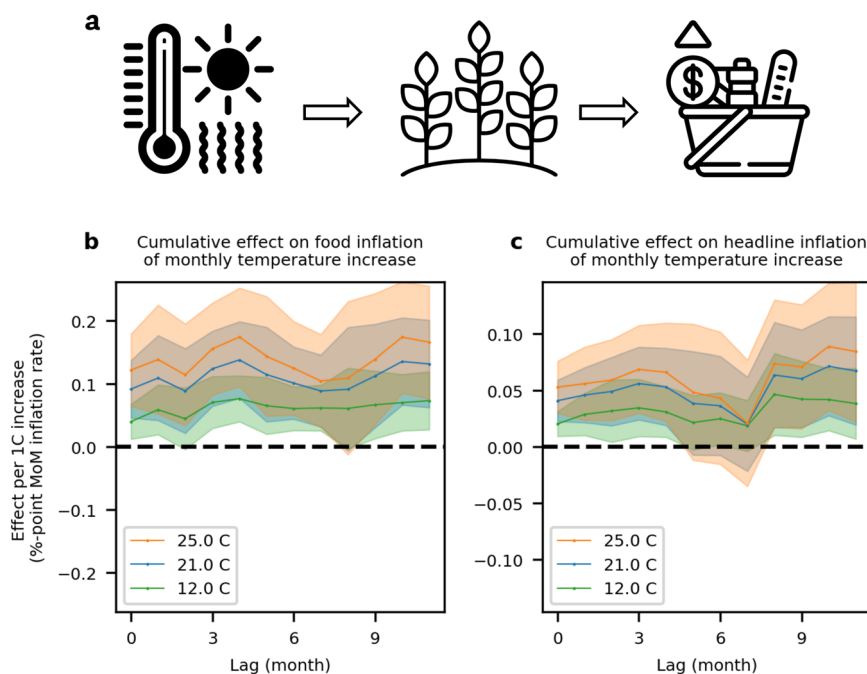 a
$
b
Cumulative effect on food inflation
of monthly temperature increase
Effect per 1C increase
(%-point MoM inflation rate)
0.2
0.1
0.0
−0.1
−0.2
25.0 C
21.0 C
12.0 C
0 3 6 9
Lag (month)
c
Cumulative effect on headline inflation
of monthly temperature increase
0.10
0.05
0.00
−0.05
−0.10
25.0 C
21.0 C
12.0 C
0 3 6 9
Lag (month)